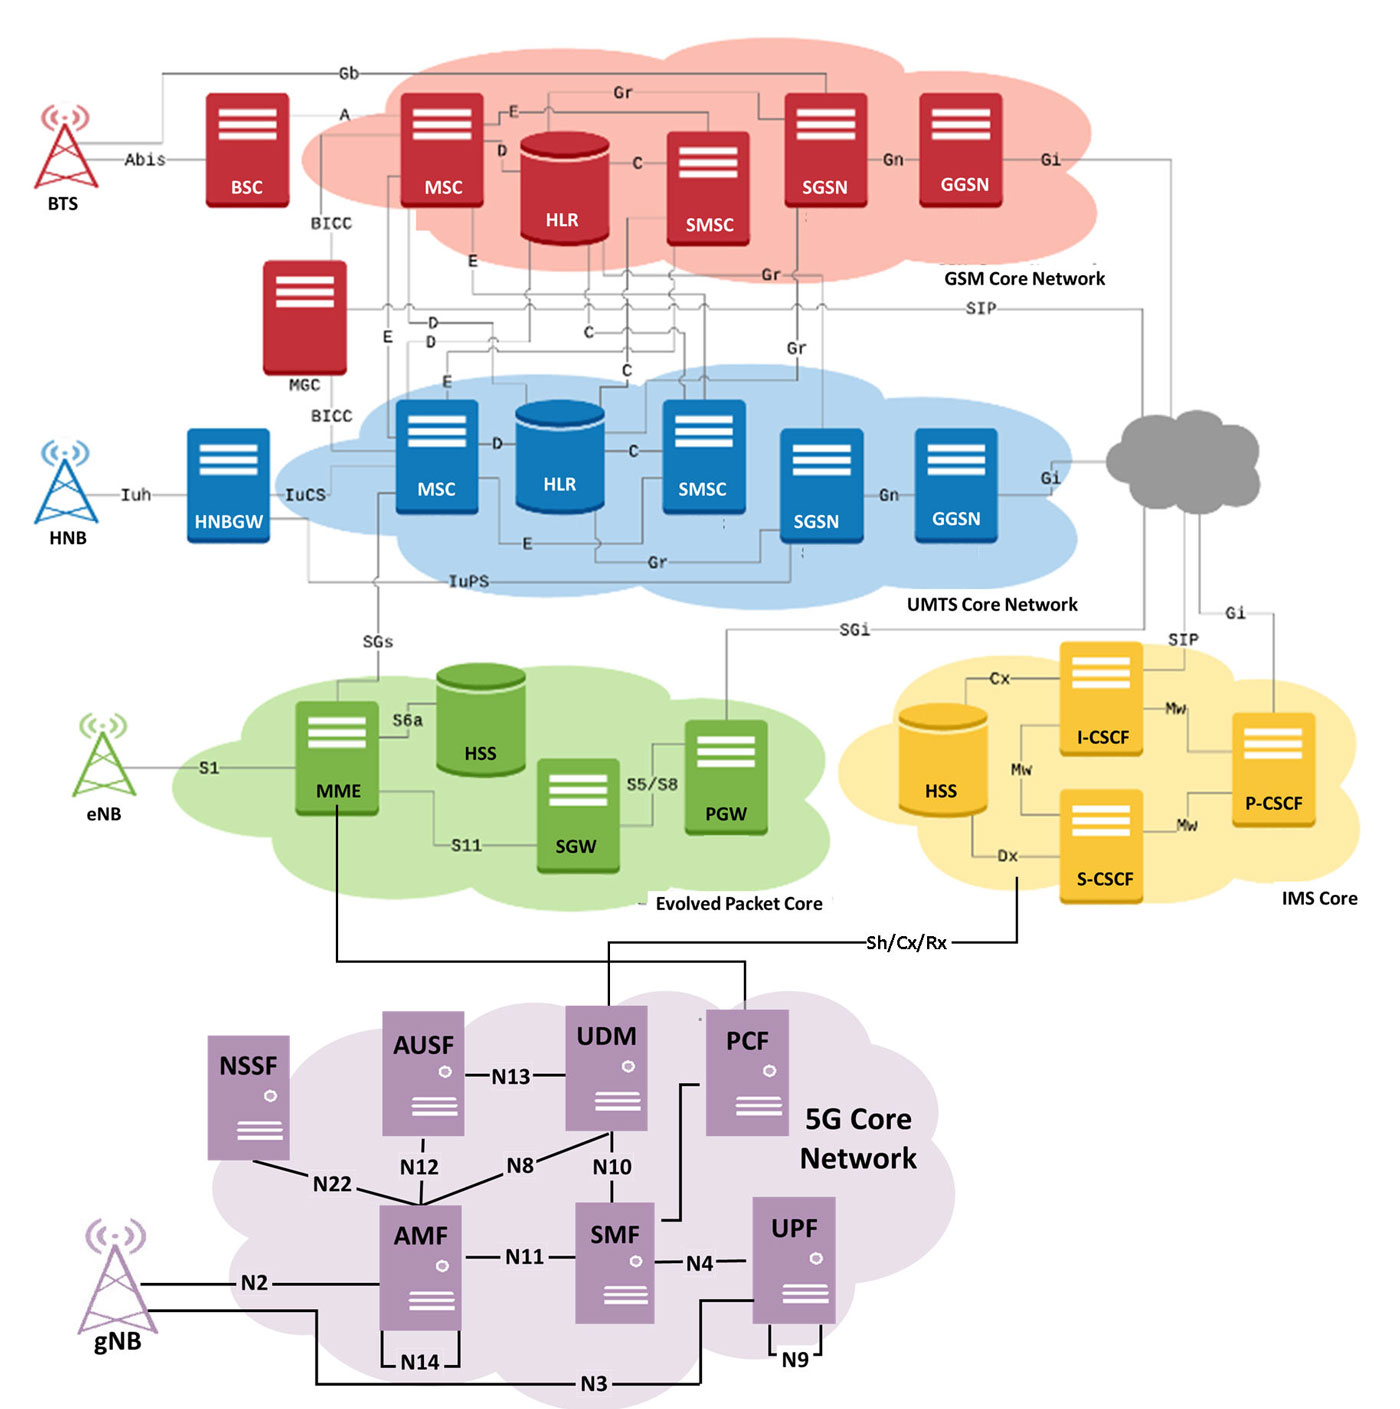 Gb
Gr
A
E
D
C
Abis
Gn
Gi
BTS
BSC
MSC
HLR
SMSC
SGSN
GGSN
BICC
E
Gr
GSM Core Network
SIP
D
E
D
C
Gr
MGC
C
E
BICC
D
C
Gi
MSC
HLR
SMSC
Iuh
IuCS
Gn
HNBGW
SGSN
GGSN
HNB
E
Gr
IuPS
UMTS Core Network
SGs
SGi
Gi
SIP
Cx
S6a
Mw
I-CSCF
HSS
S1
Mw
MME
S5/S8
HSS
P-CSCF
eNB
PGW
Mw
S11
SGW
Dx
S-CSCF
Evolved Packet Core
IMS Core
Sh/Cx/Rx
NSSF
AUSF
UDM
PCF
N13
5G Core
Network
N22
N12
N8
N10
AMF
SMF
UPF
N11
N4
N2
gNB
N14
N9
N3